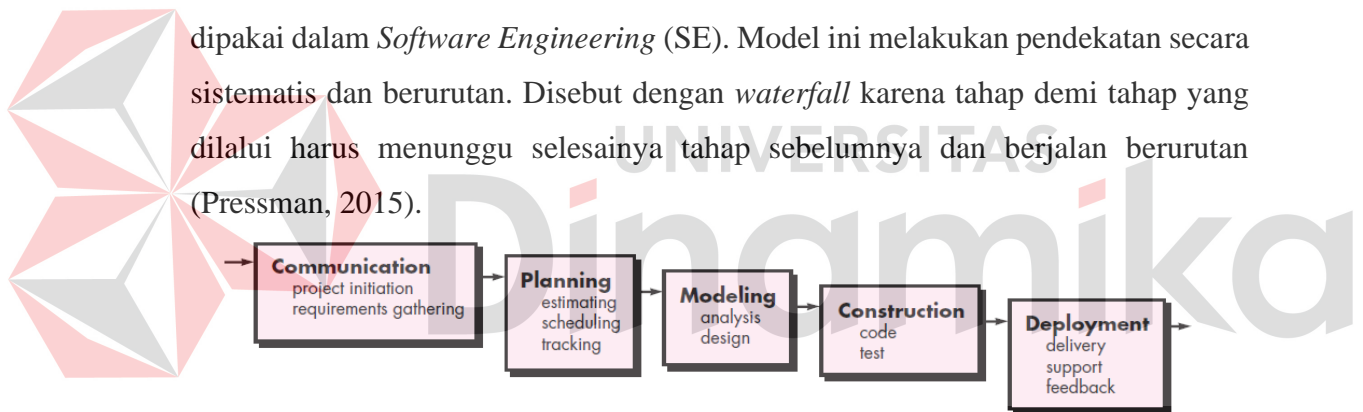 dipakai dalam Software Engineering (SE). Model ini melakukan pendekatan secara
sistematis dan berurutan. Disebut dengan waterfall karena tahap demi tahap yang
dilalui harus menunggu selesainya tahap sebelumnya dan berjalan berurutan
(Pressman, 2015).
UNIVERSITAS
Dinamika
Communication
project initiation
requirements gathering
Planning
estimating
scheduling
tracking
Modeling
analysis
design
Construction
code
test
Deployment
delivery
support
feedback